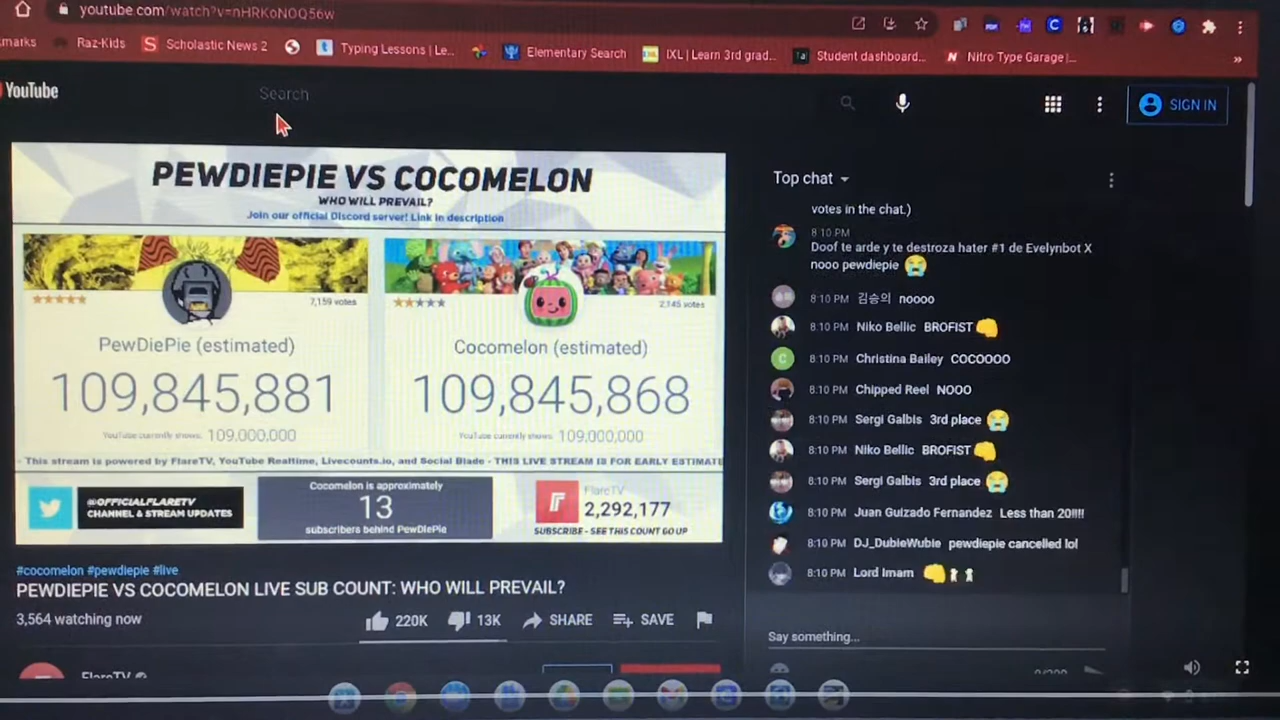 youtube.com/watch?v=nHRKoN0Q56w
marks Raz-Kids Scholastic News 2 Typing Lessons | Le... Elementary Search IXL | Learn 3rd grad... Student dashboard... Nitro Type Garage |... »
YouTube
Search
SIGN IN
PEWDIEPIE VS COCOMELON
WHO WILL PREVAIL?
Join our official Discord server! Link in description
7,159 votes
PewDiePie (estimated)
109,845,881
YouTube currently shows: 109,000,000
2,145 votes
Cocomelon (estimated)
109,845,868
YouTube currently shows: 109,000,000
- This stream is powered by FlareTV, YouTube Realtime, Livecounts.io, and Social Blade - THIS LIVE STREAM IS FOR EARLY ESTIMATE
@OFFICIALFLARETV
CHANNEL & STREAM UPDATES
Cocomelon is approximately
13
subscribers behind PewDiePie
FlareTV
2,292,177
SUBSCRIBE - SEE THIS COUNT GO UP
#cocomelon #pewdiepie #live
PEWDIEPIE VS COCOMELON LIVE SUB COUNT: WHO WILL PREVAIL?
3,564 watching now
220K 13K SHARE SAVE
FlareTV
Top chat
votes in the chat.)
8:10 PM
Doof te arde y te destroza hater #1 de Evelynbot X
nooo pewdiepie 😭
8:10 PM 김승의 noooo
8:10 PM Niko Bellic BROFIST 👊
8:10 PM Christina Bailey COCOOOO
8:10 PM Chipped Reel NOOO
8:10 PM Sergi Galbis 3rd place 😭
8:10 PM Niko Bellic BROFIST 👊
8:10 PM Sergi Galbis 3rd place 😭
8:10 PM Juan Guizado Fernandez Less than 20!!!!
8:10 PM DJ_DubieWubie pewdiepie cancelled lol
8:10 PM Lord Imam 👊
Say something...
0/200